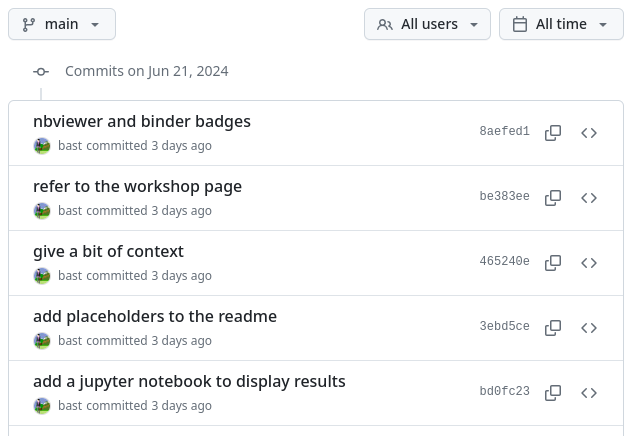 main
All users
All time
Commits on Jun 21, 2024
nbviewer and binder badges
8aefed1
bast committed 3 days ago
refer to the workshop page
be383ee
bast committed 3 days ago
give a bit of context
465240e
bast committed 3 days ago
add placeholders to the readme
3ebd5ce
bast committed 3 days ago
add a jupyter notebook to display results
bd0fc23
bast committed 3 days ago